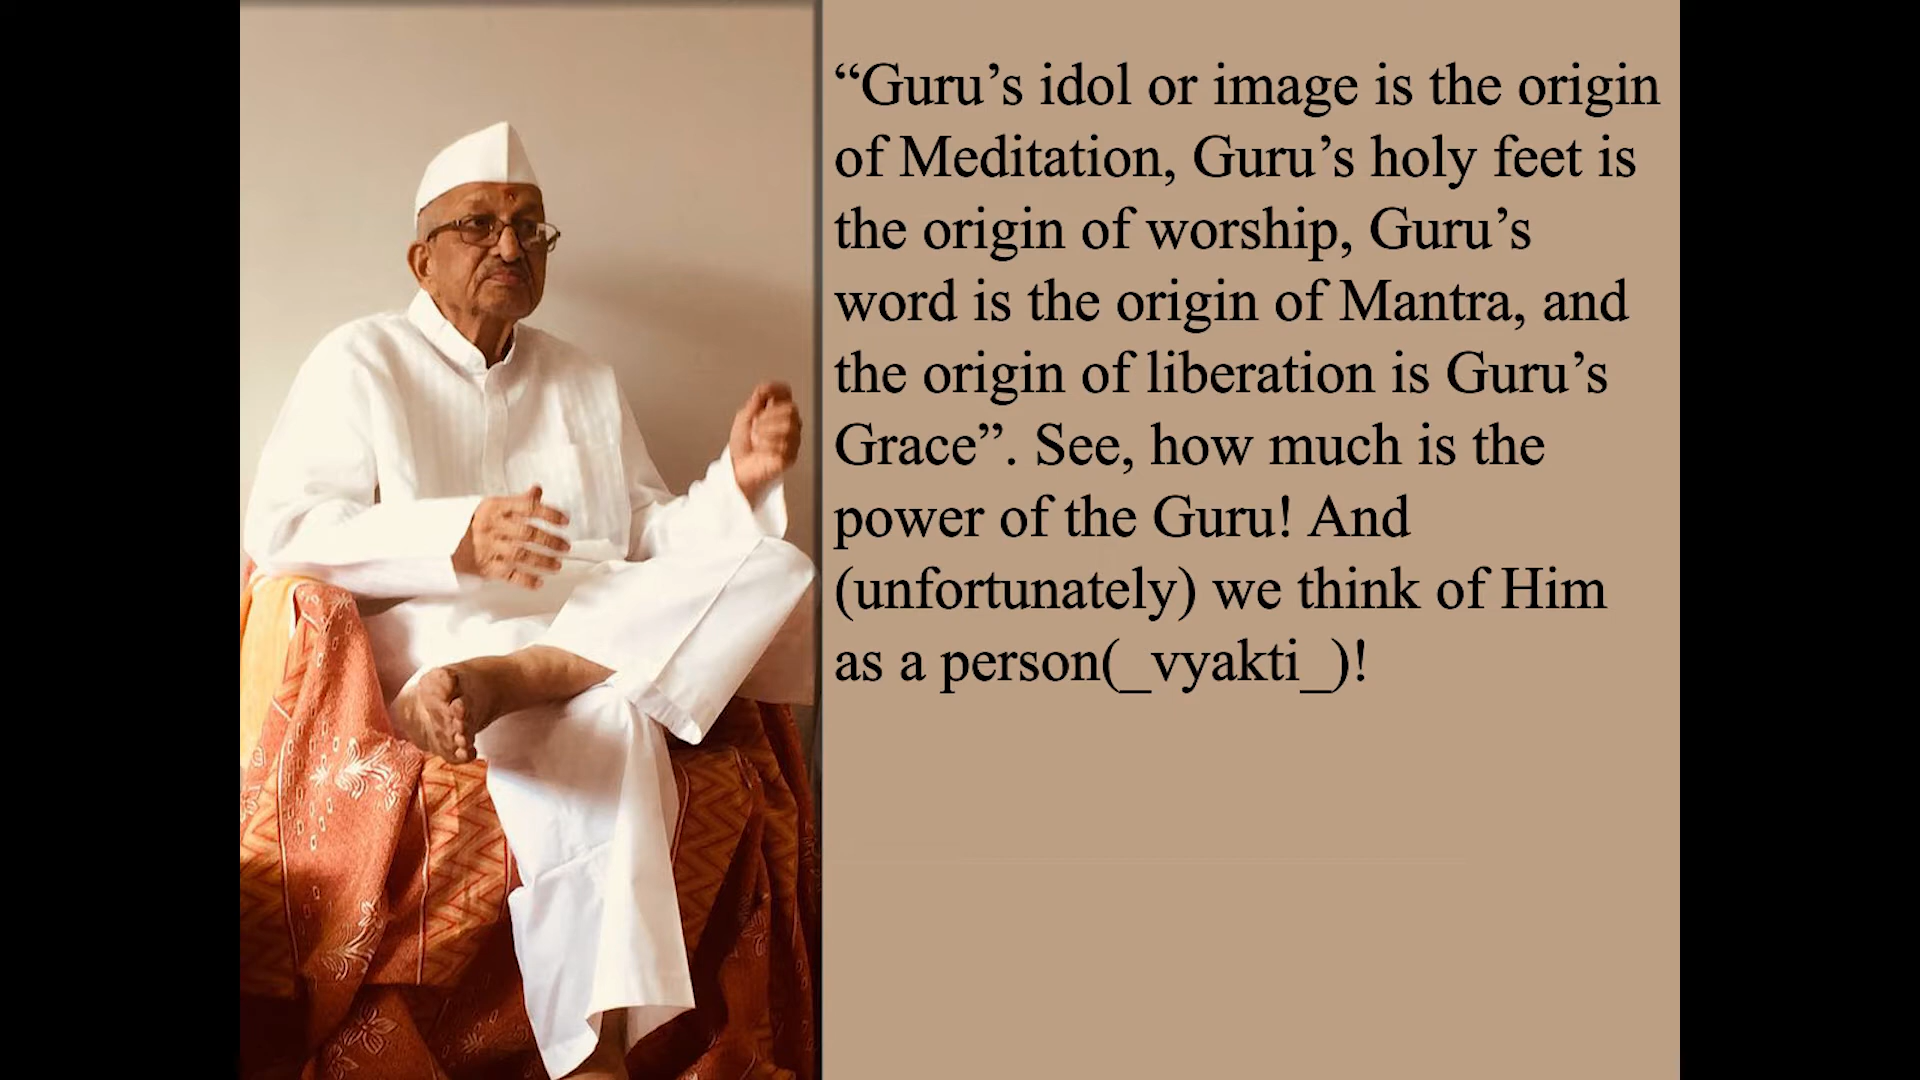 “Guru’s idol or image is the origin
of Meditation, Guru’s holy feet is
the origin of worship, Guru’s
word is the origin of Mantra, and
the origin of liberation is Guru’s
Grace”. See, how much is the
power of the Guru! And
(unfortunately) we think of Him
as a person(_vyakti_)!